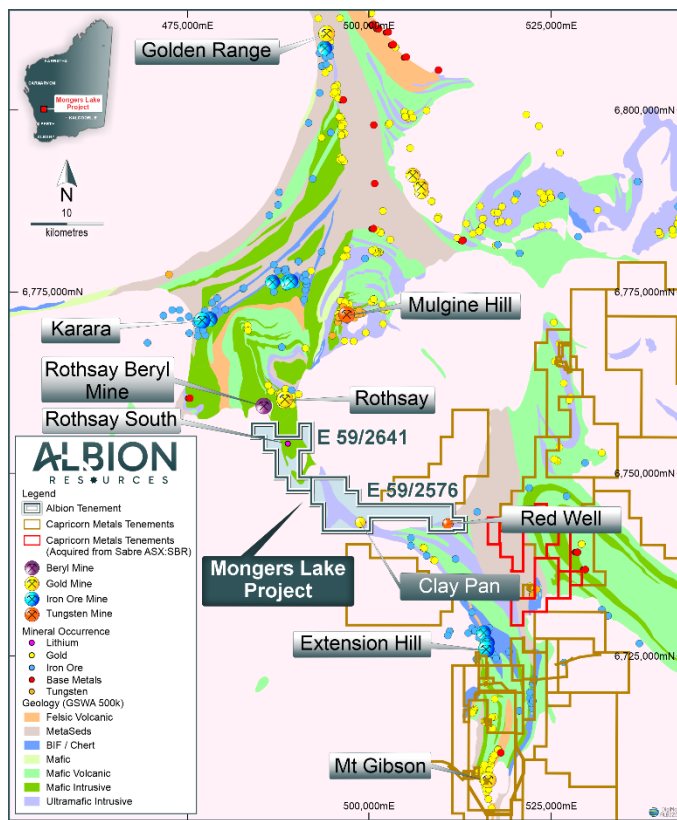 475,000mE
500,000mE
525,000mE
Golden Range
Mongers Lake
Project
6,800,000mN
N
10
kilometres
6,775,000mN
6,775,000mN
Karara
Mulgine Hill
Rothsay Beryl
Mine
Rothsay
Rothsay South
E 59/2641
6,750,000mN
E 59/2576
Red Well
Mongers Lake
Project
Clay Pan
Extension Hill
6,725,000mN
Mt Gibson
500,000mE
525,000mE
ALBION
RESOURCES
Legend
Albion Tenement
Capricorn Metals Tenements
Capricorn Metals Tenements
(Acquired from Sabre ASX:SBR)
Beryl Mine
Gold Mine
Iron Ore Mine
Tungsten Mine
Mineral Occurrence
Lithium
Gold
Iron Ore
Base Metals
Tungsten
Geology (GSWA 500k)
Felsic Volcanic
MetaSeds
BIF / Chert
Mafic
Mafic Volcanic
Mafic Intrusive
Ultramafic Intrusive